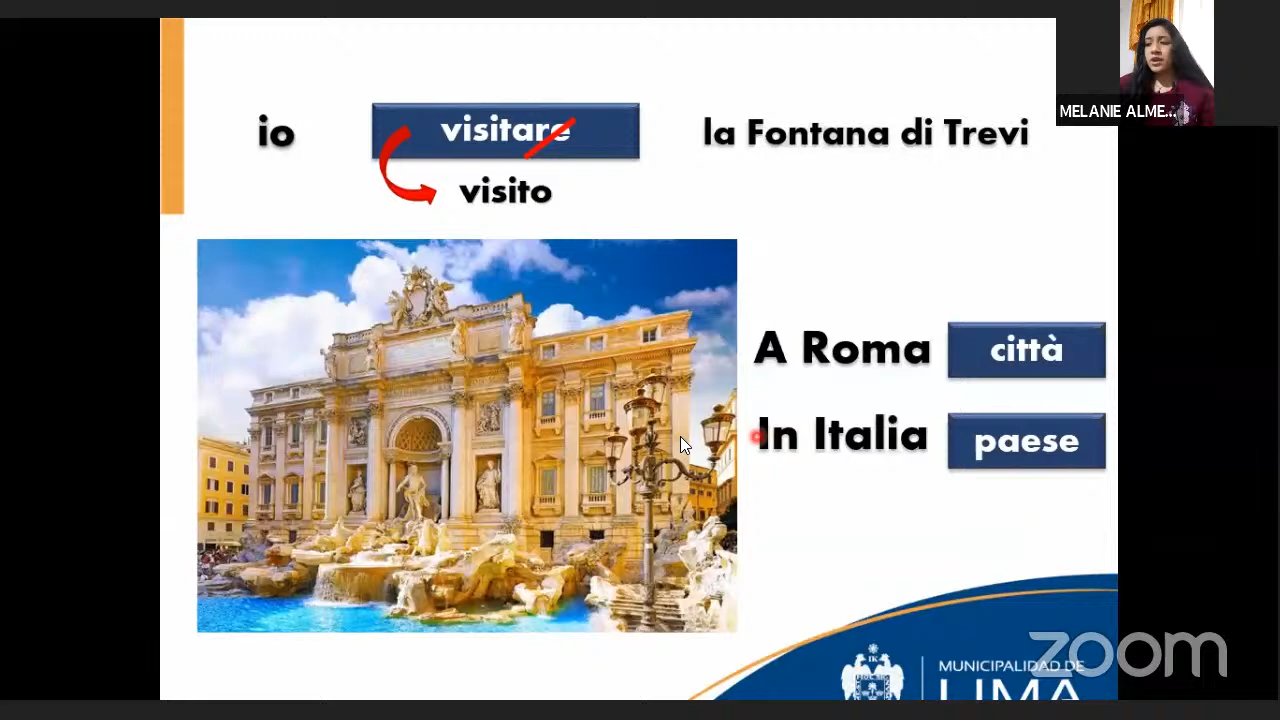 io
visitare
la Fontana di Trevi
visito
A Roma
città
In Italia
paese
MELANIE ALME...
MUNICIPALIDAD DE
LIMA
zoom